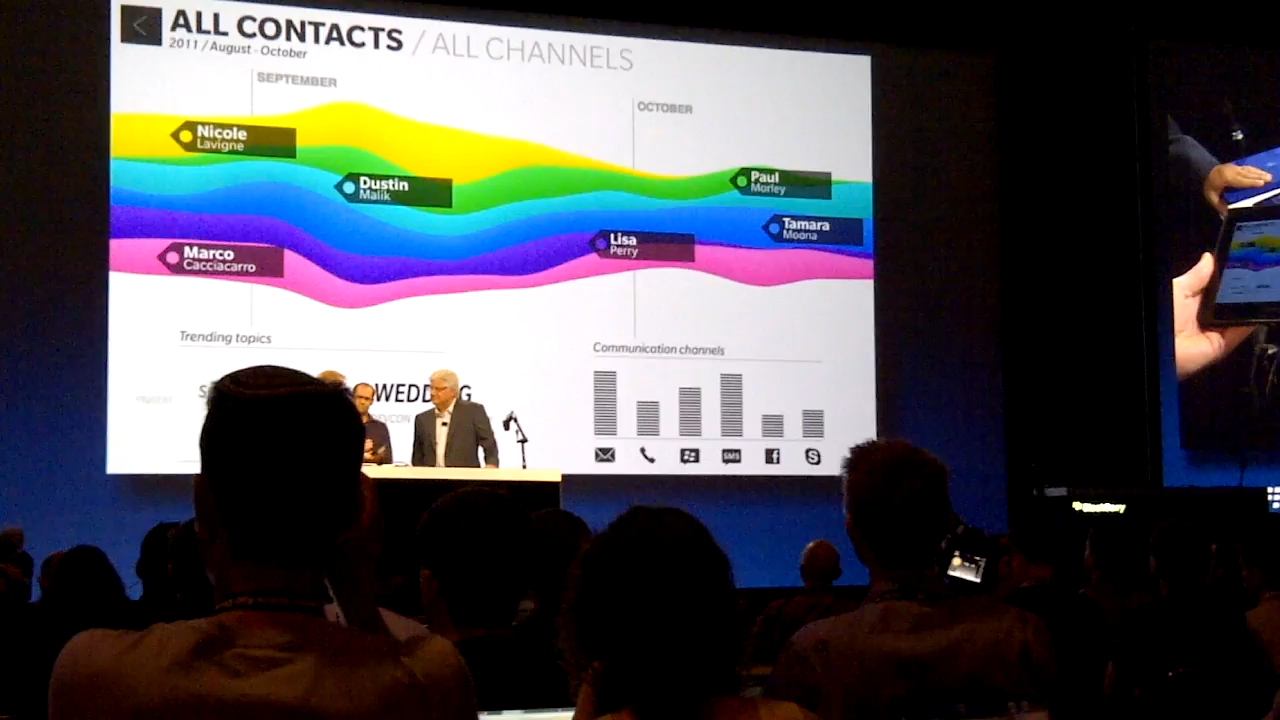 ALL CONTACTS / ALL CHANNELS
2011 / August - October
SEPTEMBER
OCTOBER
Nicole
Lavigne
Dustin
Malik
Paul
Morley
Tamara
Moona
Lisa
Perry
Marco
Cacciacarro
Trending topics
Communication channels
SMS
BlackBerry